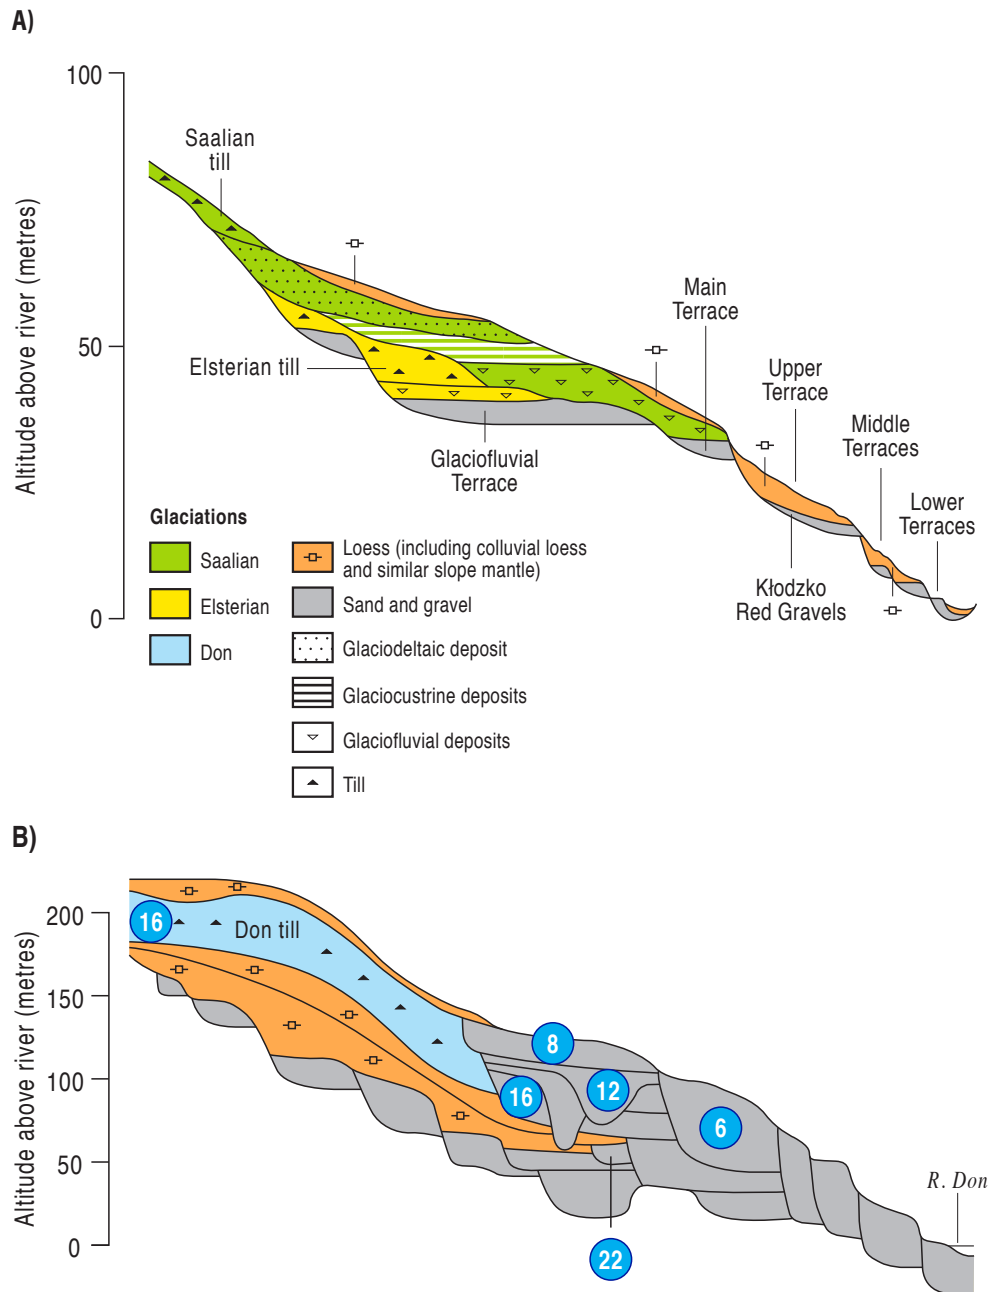 A)
100
50
0
Altitude above river (metres)
Saalian
till
Main
Terrace
Upper
Terrace
Elsterian till
Middle
Terraces
Glaciofluvial
Terrace
Lower
Terraces
Kłodzko
Red Gravels
Glaciations
Saalian
Elsterian
Don
Loess (including colluvial loess
and similar slope mantle)
Sand and gravel
Glaciodeltaic deposit
Glaciocustrine deposits
Glaciofluvial deposits
Till
B)
200
150
100
50
0
Altitude above river (metres)
16
Don till
8
16
12
6
22
R. Don